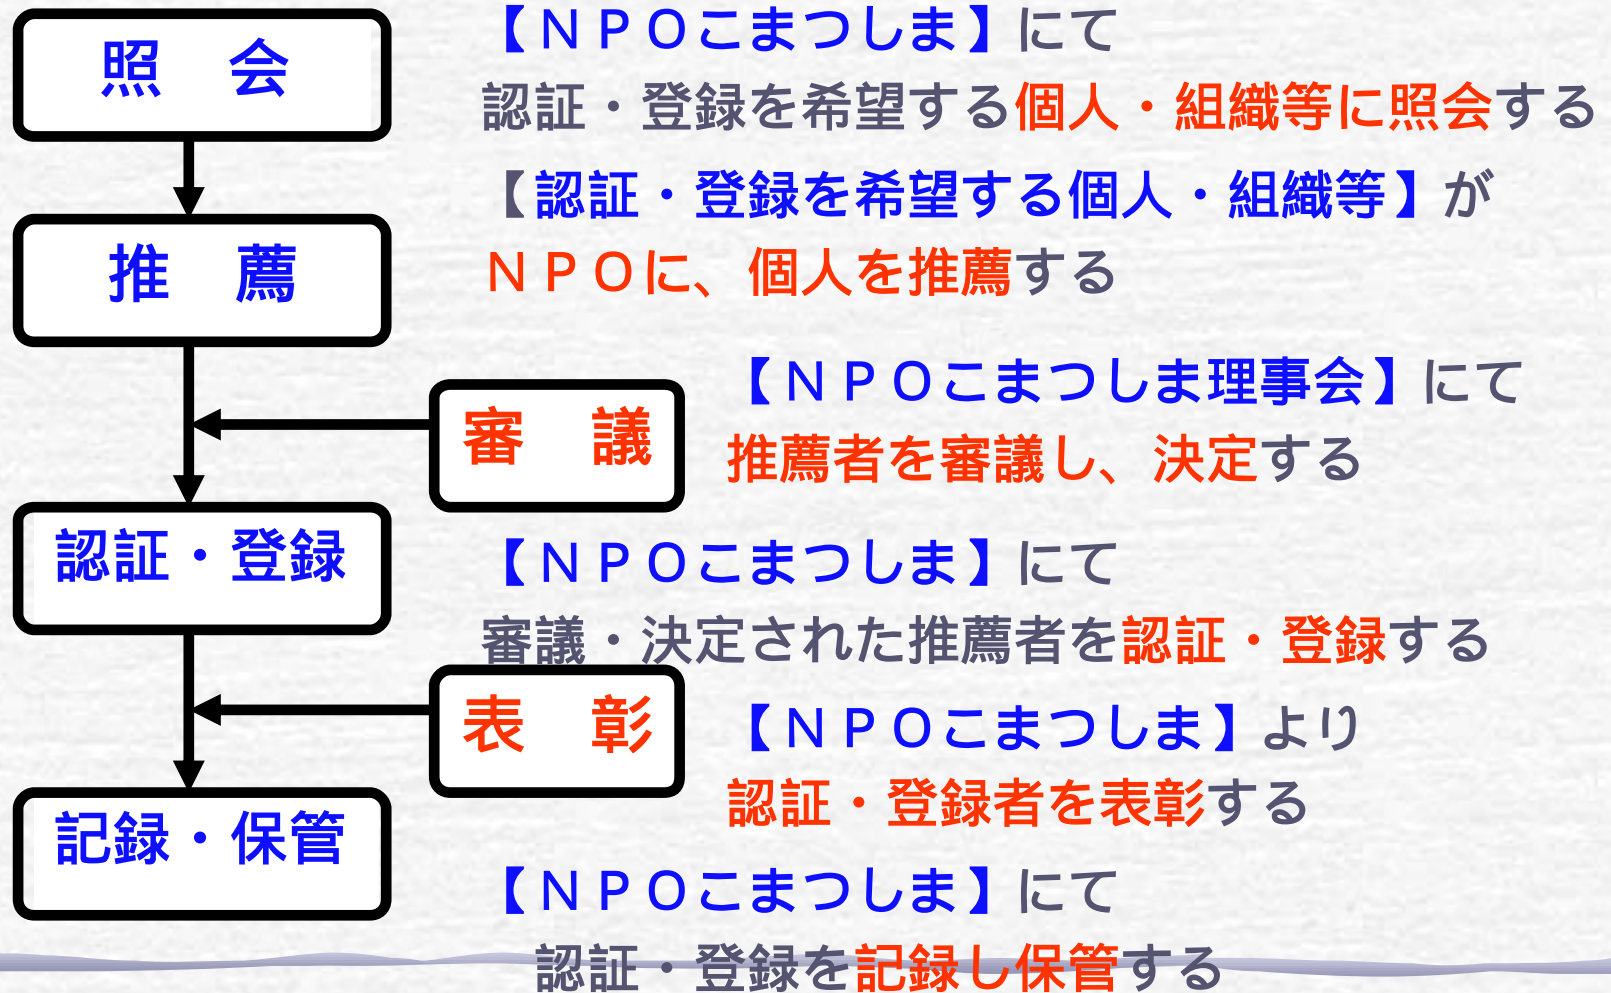 照　会
【ＮＰＯこまつしま】にて
認証・登録を希望する個人・組織等に照会する
推　薦
【認証・登録を希望する個人・組織等】が
ＮＰＯに、個人を推薦する
審　議
【ＮＰＯこまつしま理事会】にて
推薦者を審議し、決定する
認証・登録
【ＮＰＯこまつしま】にて
審議・決定された推薦者を認証・登録する
表　彰
【ＮＰＯこまつしま】より
認証・登録者を表彰する
記録・保管
【ＮＰＯこまつしま】にて
認証・登録を記録し保管する